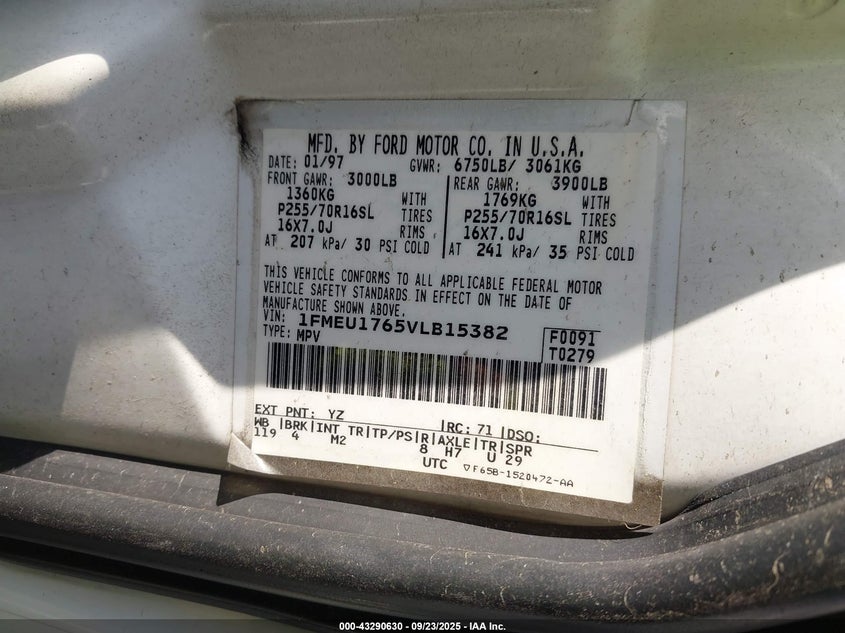 MFD. BY FORD MOTOR CO. IN U.S.A.
DATE: 01/97 GVWR: 6750LB/ 3061KG
FRONT GAWR: 3000LB REAR GAWR: 3900LB
1360KG WITH 1769KG WITH
P255/70R16SL TIRES P255/70R16SL TIRES
16X7.0J RIMS 16X7.0J RIMS
AT 207 kPa/ 30 PSI COLD AT 241 kPa/ 35 PSI COLD
THIS VEHICLE CONFORMS TO ALL APPLICABLE FEDERAL MOTOR
VEHICLE SAFETY STANDARDS IN EFFECT ON THE DATE OF
MANUFACTURE SHOWN ABOVE.
VIN: 1FMEU1765VLB15382
TYPE: MPV
F0091
T0279
EXT PNT: YZ |RC: 71 |DSO:
WB |BRK|INT TR|TP/PS|R|AXLE|TR|SPR
119 4 M2 8 H7 U 29
UTC ▽F65B-1520472-AA
000-43290630 - 09/23/2025 - IAA Inc.